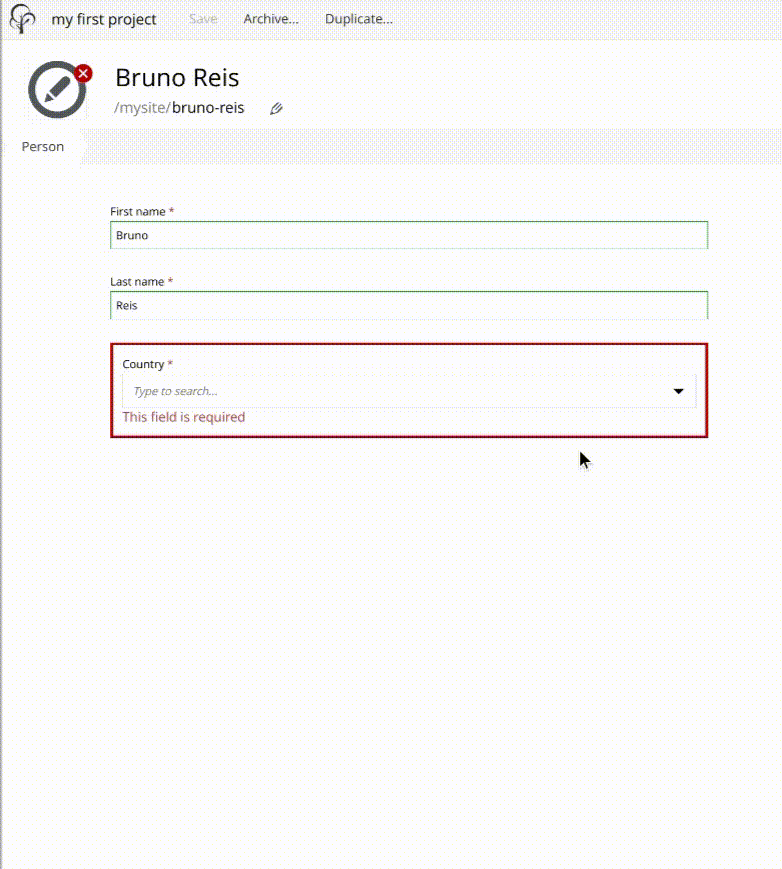 my first project Save Archive... Duplicate...
Bruno Reis
/mysite/bruno-reis
Person
First name *
Bruno
Last name *
Reis
Country *
Type to search...
This field is required